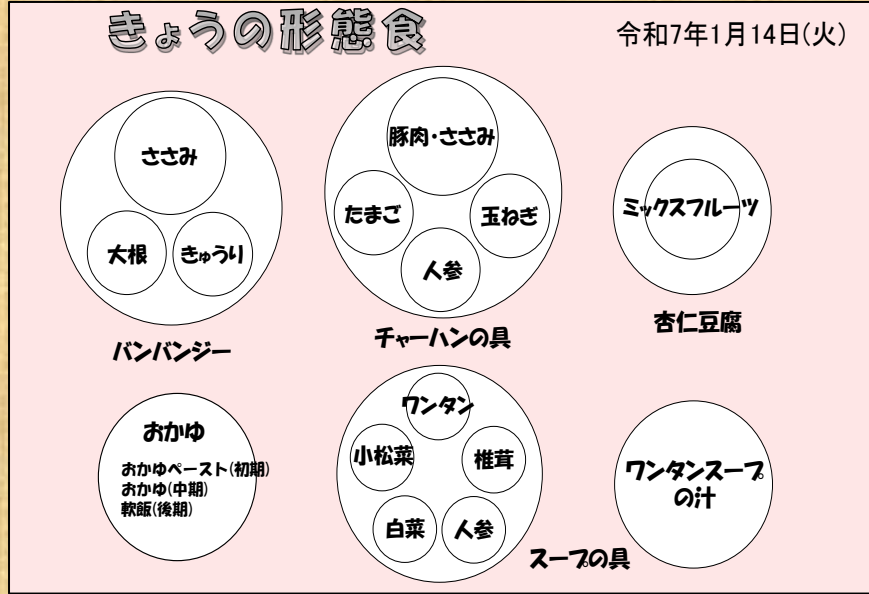 きょうの形態食
令和7年1月14日(火)
ささみ
大根
きゅうり
バンバンジー
豚肉・ささみ
たまご
玉ねぎ
人参
チャーハンの具
ミックスフルーツ
杏仁豆腐
おかゆ
おかゆペースト(初期)
おかゆ(中期)
軟飯(後期)
ワンタン
小松菜
椎茸
白菜
人参
スープの具
ワンタンスープ
の汁